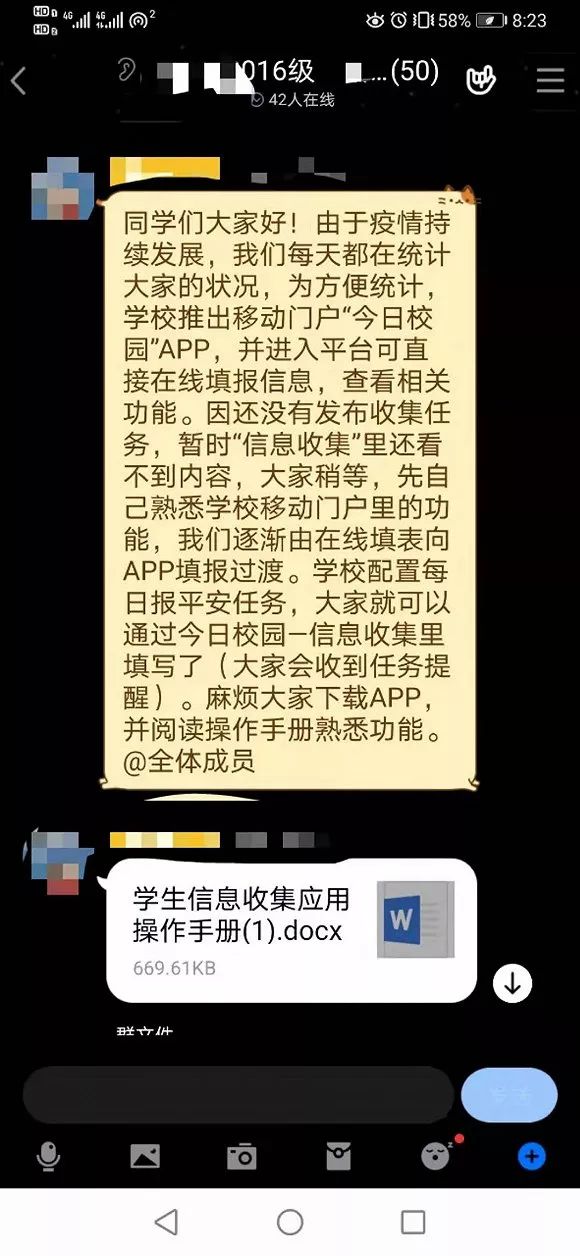 58% 8:23
016级 ...(50)
42人在线
同学们大家好！由于疫情持
续发展，我们每天都在统计
大家的状况，为方便统计，
学校推出移动门户“今日校
园”APP，并进入平台可直
接在线填报信息，查看相关
功能。因还没有发布收集任
务，暂时“信息收集”里还看
不到内容，大家稍等，先自
己熟悉学校移动门户里的功
能，我们逐渐由在线填表向
APP填报过渡。学校配置每
日报平安任务，大家就可以
通过今日校园—信息收集里
填写了（大家会收到任务提
醒）。麻烦大家下载APP，
并阅读操作手册熟悉功能。
@全体成员
学生信息收集应用
操作手册(1).docx
W
669.61KB
群文件